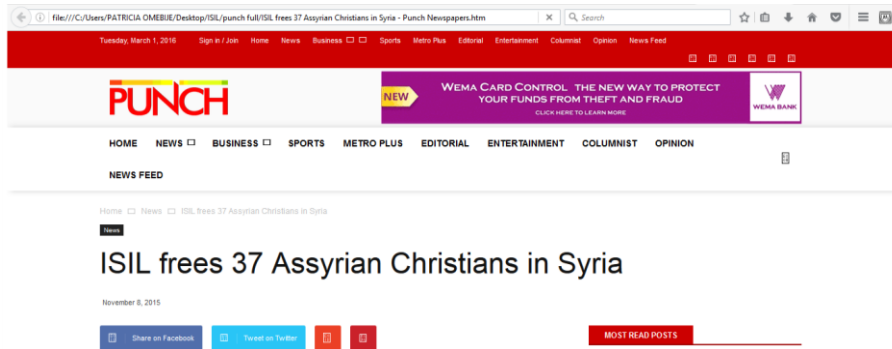 file:///C:/Users/PATRICIA OMEBIJE/Desktop/ISIL/punch full/ISIL frees 37 Assyrian Christians in Syria - Punch Newspapers.htm
Search
Tuesday, March 1, 2016 Sign in / Join Home News Business Sports Metro Plus Editorial Entertainment Columnist Opinion News Feed
PUNCH
NEW
WEMA CARD CONTROL THE NEW WAY TO PROTECT
YOUR FUNDS FROM THEFT AND FRAUD
CLICK HERE TO LEARN MORE
WEMA BANK
HOME NEWS BUSINESS SPORTS METRO PLUS EDITORIAL ENTERTAINMENT COLUMNIST OPINION
NEWS FEED
Home News ISIL frees 37 Assyrian Christians in Syria
News
ISIL frees 37 Assyrian Christians in Syria
November 8, 2015
Share on Facebook Tweet on Twitter
MOST READ POSTS